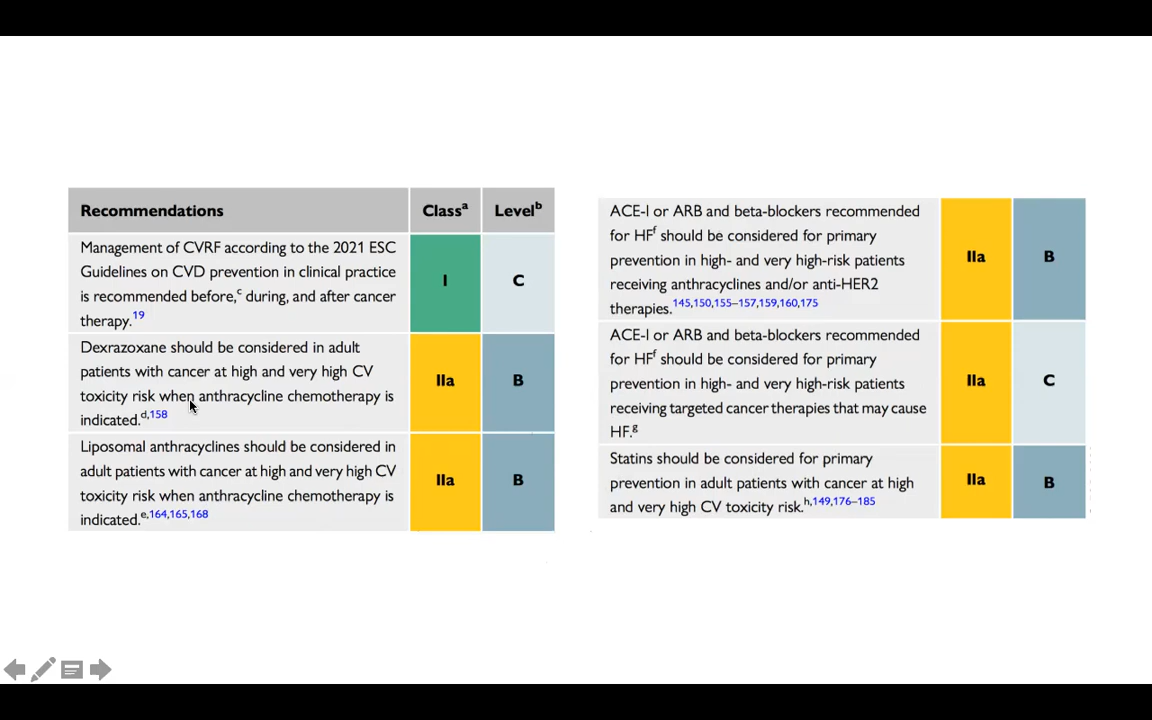 Recommendations Classᵃ Levelᵇ
Management of CVRF according to the 2021 ESC
Guidelines on CVD prevention in clinical practice
is recommended before,ᶜ during, and after cancer
therapy.¹⁹
I C
Dexrazoxane should be considered in adult
patients with cancer at high and very high CV
toxicity risk when anthracycline chemotherapy is
indicated.ᵈ,¹⁵⁸
IIa B
Liposomal anthracyclines should be considered in
adult patients with cancer at high and very high CV
toxicity risk when anthracycline chemotherapy is
indicated.ᵉ,¹⁶⁴,¹⁶⁵,¹⁶⁸
IIa B
ACE-I or ARB and beta-blockers recommended
for HFᶠ should be considered for primary
prevention in high- and very high-risk patients
receiving anthracyclines and/or anti-HER2
therapies.¹⁴⁵,¹⁵⁰,¹⁵⁵–¹⁵⁷,¹⁵⁹,¹⁶⁰,¹⁷⁵
IIa B
ACE-I or ARB and beta-blockers recommended
for HFᶠ should be considered for primary
prevention in high- and very high-risk patients
receiving targeted cancer therapies that may cause
HF.ᵍ
IIa C
Statins should be considered for primary
prevention in adult patients with cancer at high
and very high CV toxicity risk.ʰ,¹⁴⁹,¹⁷⁶–¹⁸⁵
IIa B